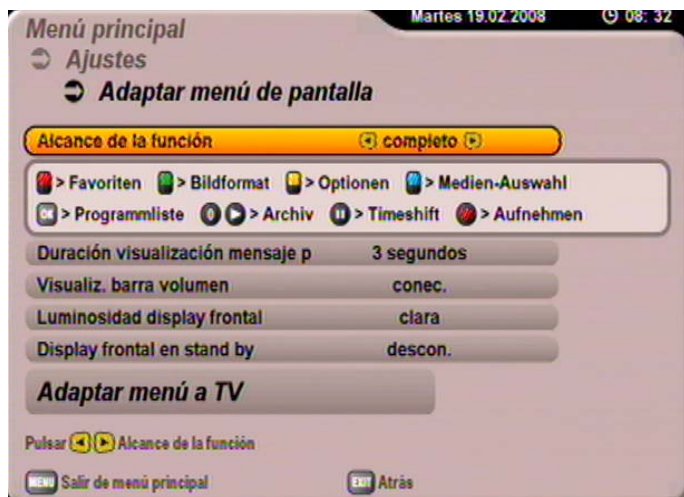 Martes 19.02.2008 08: 32
Menú principal
Ajustes
Adaptar menú de pantalla
Alcance de la función completo
> Favoriten > Bildformat > Optionen > Medien-Auswahl
OK > Programmliste 0 > Archiv > Timeshift > Aufnehmen
Duración visualización mensaje p 3 segundos
Visualiz. barra volumen conec.
Luminosidad display frontal clara
Display frontal en stand by descon.
Adaptar menú a TV
Pulsar Alcance de la función
MENU Salir de menú principal EXIT Atrás